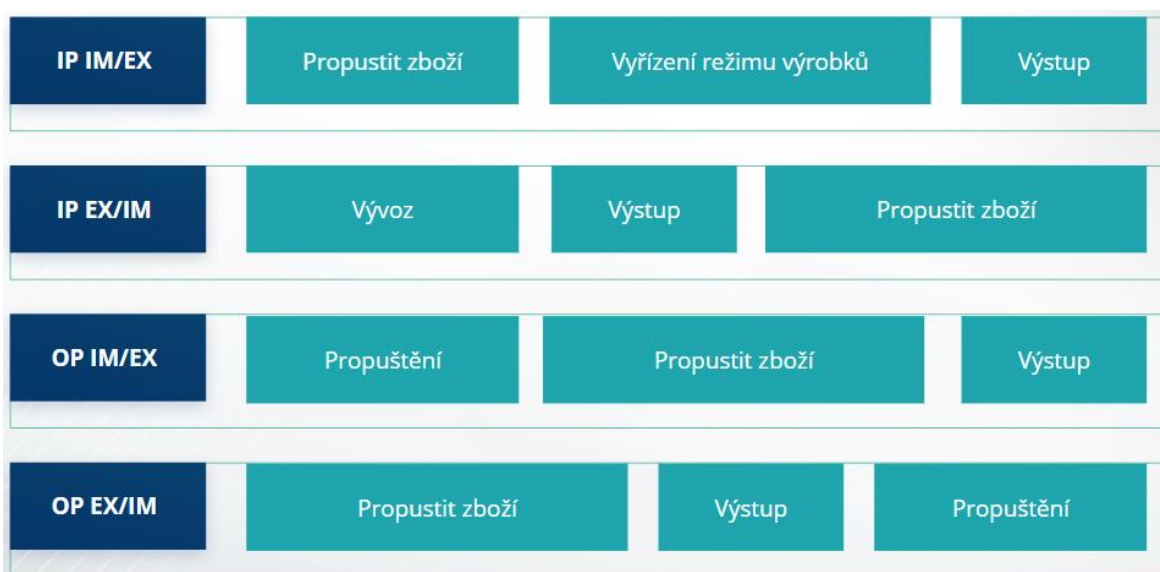 IP IM/EX Propustit zboží Vyřízení režimu výrobků Výstup
IP EX/IM Vývoz Výstup Propustit zboží
OP IM/EX Propuštění Propustit zboží Výstup
OP EX/IM Propustit zboží Výstup Propuštění